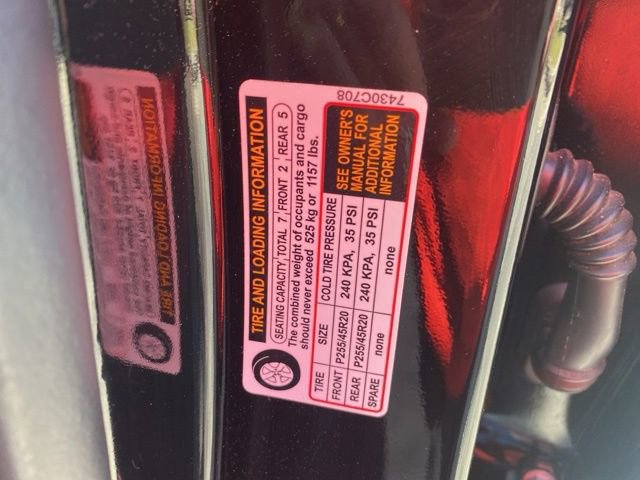 7430C708
TIRE AND LOADING INFORMATION
SEATING CAPACITY TOTAL 7 FRONT 2 REAR 5
The combined weight of occupants and cargo
should never exceed 525 kg or 1157 lbs.
TIRE SIZE COLD TIRE PRESSURE
FRONT P255/45R20 240 KPA, 35 PSI
REAR P255/45R20 240 KPA, 35 PSI
SPARE none none
SEE OWNER'S
MANUAL FOR
ADDITIONAL
INFORMATION